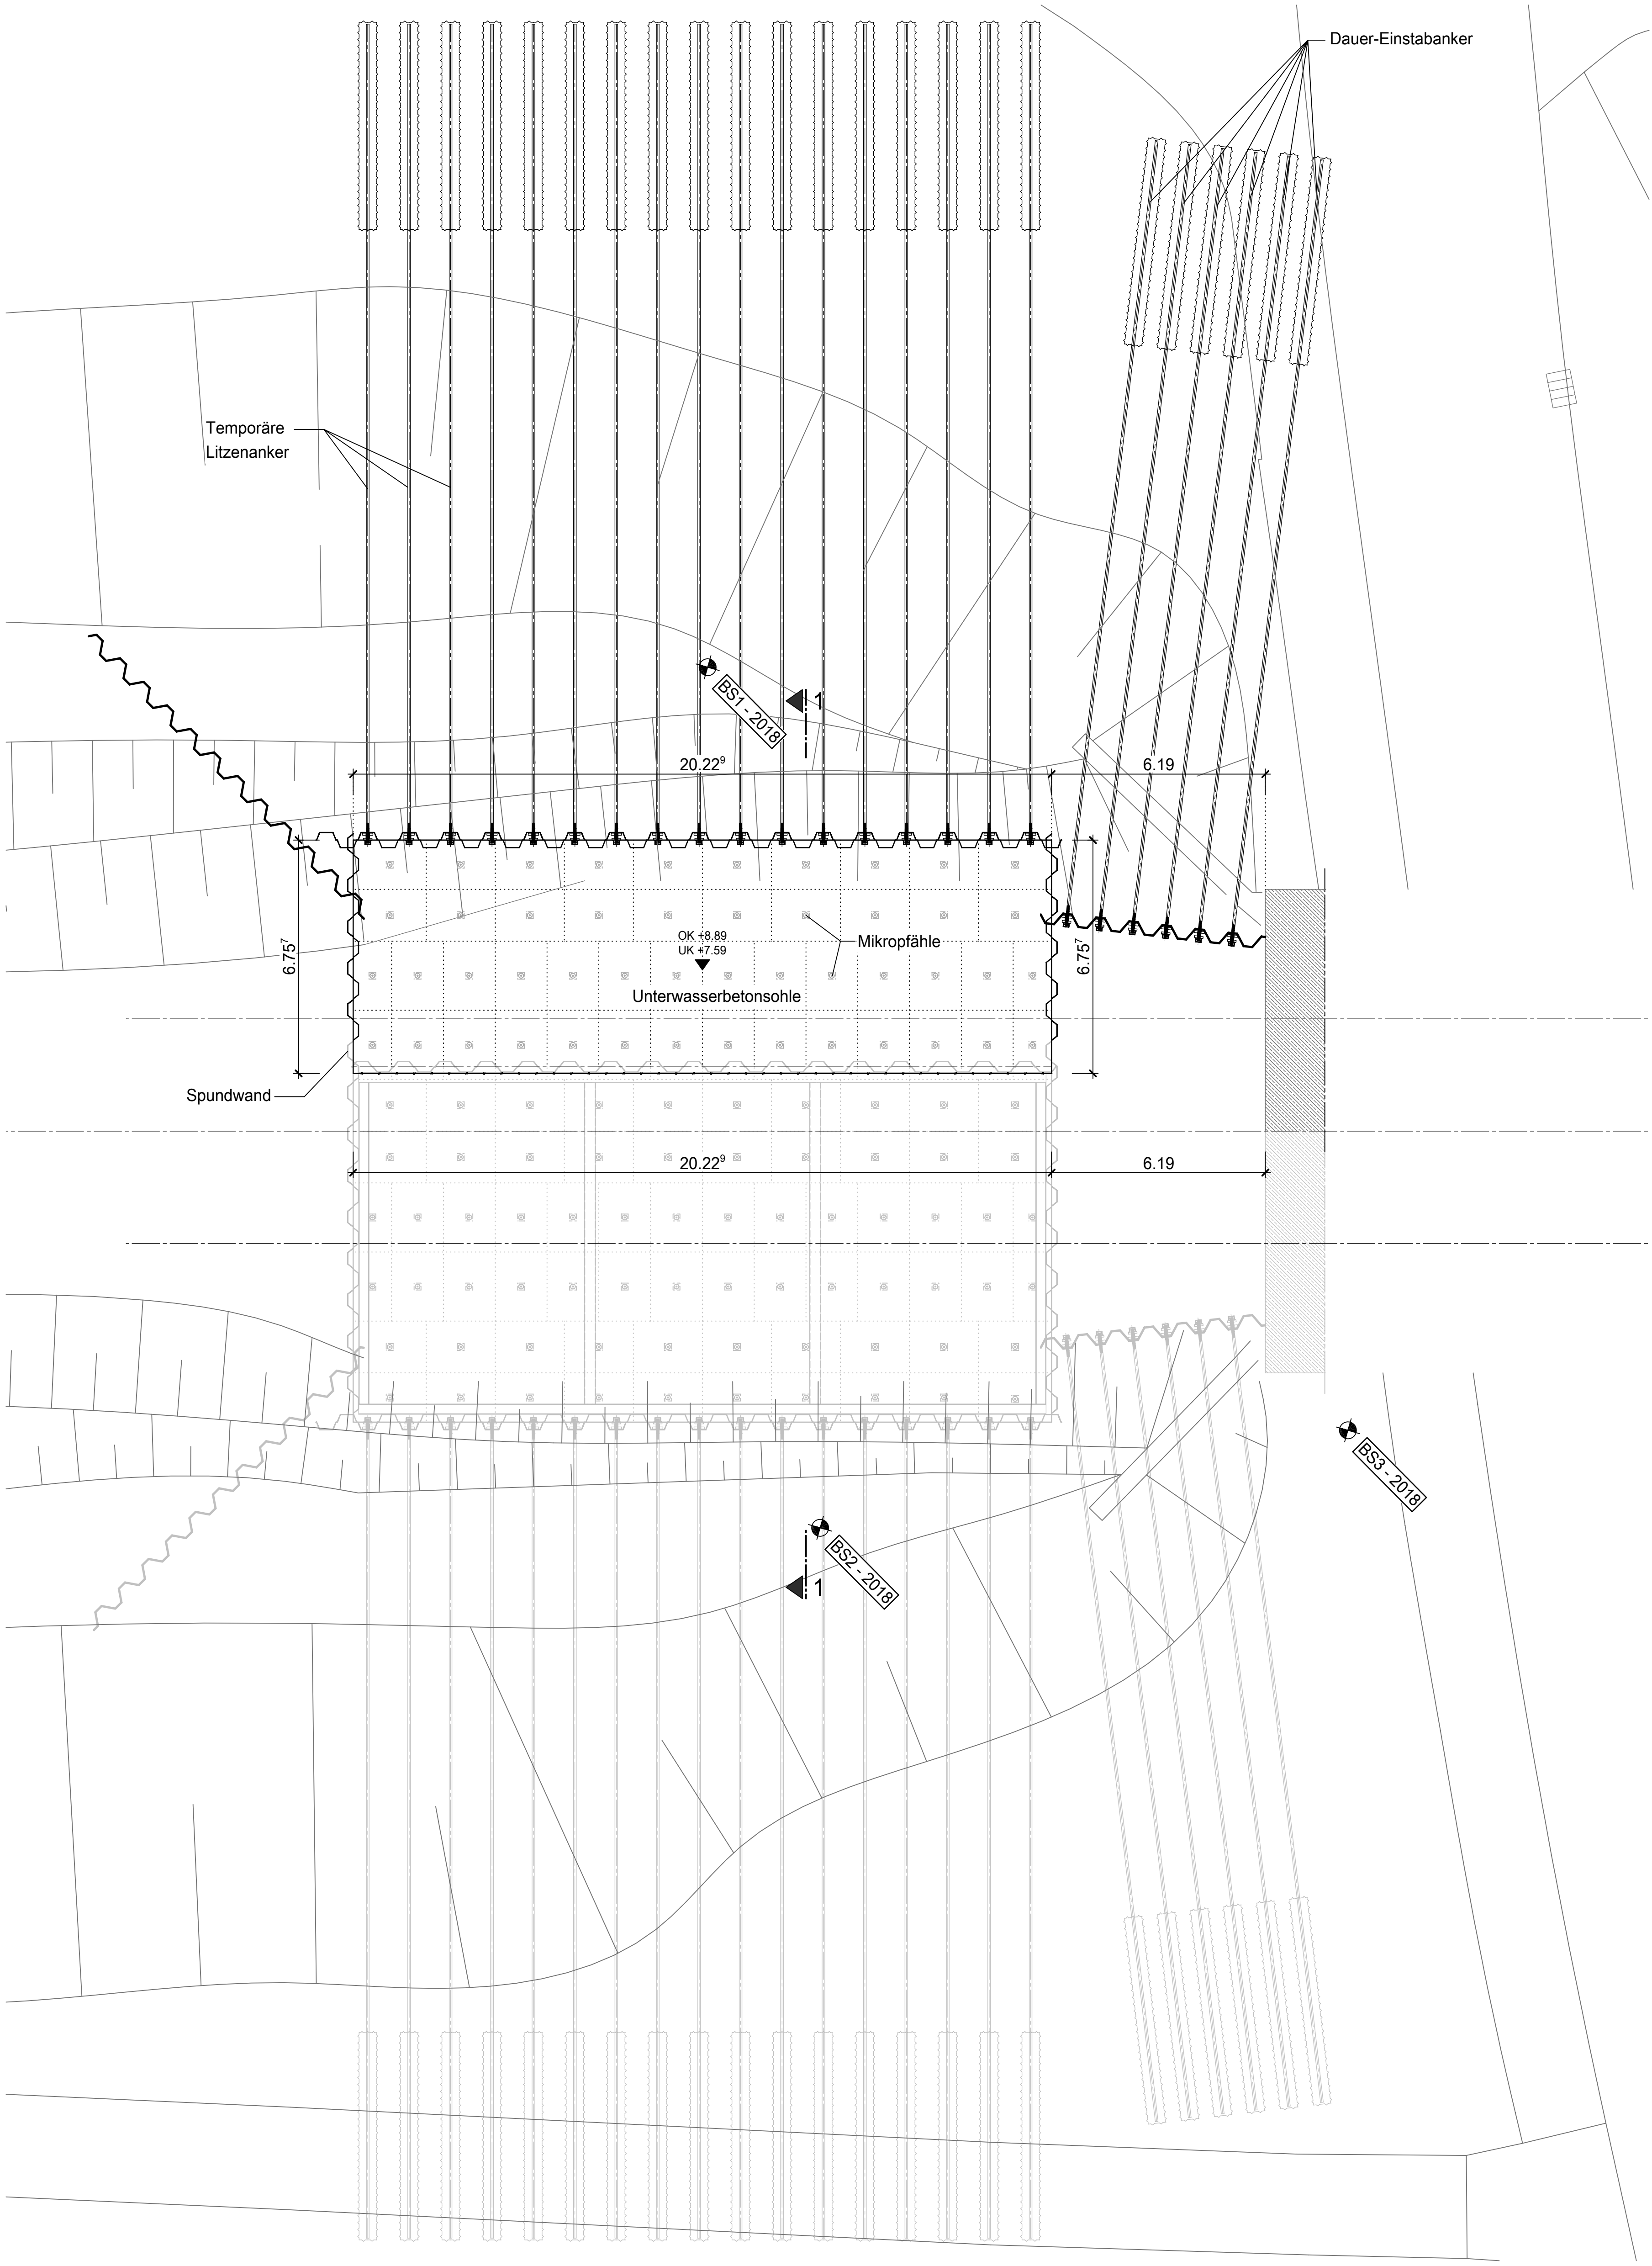 Dauer-Einstabanker
Temporäre
Litzenanker
BS1 - 2018
1
20.22⁹
6.19
6.75⁷
6.75⁷
Mikropfähle
OK +8.89
UK +7.59
Unterwasserbetonsohle
Spundwand
20.22⁹
6.19
BS3 - 2018
BS2 - 2018
1